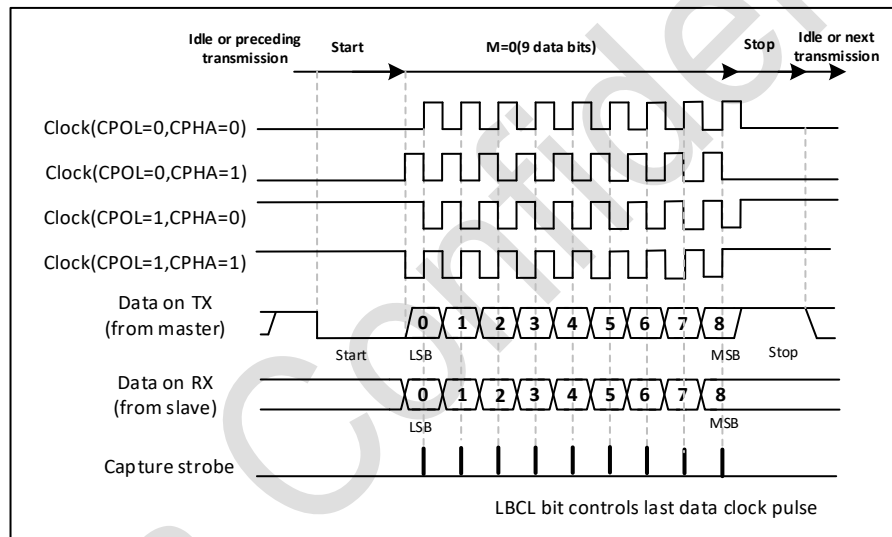 Idle or preceding
transmission
Start
M=0(9 data bits)
Stop
Idle or next
transmission
Clock(CPOL=0,CPHA=0)
Clock(CPOL=0,CPHA=1)
Clock(CPOL=1,CPHA=0)
Clock(CPOL=1,CPHA=1)
Data on TX
(from master)
0 1 2 3 4 5 6 7 8
Start
LSB
MSB
Stop
Data on RX
(from slave)
0 1 2 3 4 5 6 7 8
LSB
MSB
Capture strobe
LBCL bit controls last data clock pulse